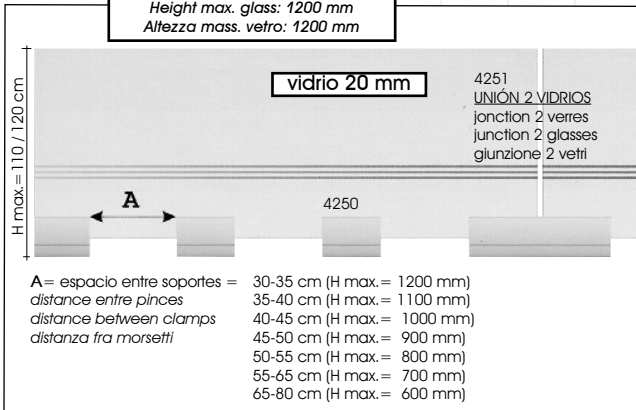 Height max. glass: 1200 mm
Altezza mass. vetro: 1200 mm
H max.= 110 / 120 cm
vidrio 20 mm
4251
UNIÓN 2 VIDRIOS
jonction 2 verres
junction 2 glasses
giunzione 2 vetri
A
4250
A= espacio entre soportes = 30-35 cm (H max.= 1200 mm)
distance entre pinces 35-40 cm (H max.= 1100 mm)
distance between clamps 40-45 cm (H max.= 1000 mm)
distanza fra morsetti 45-50 cm (H max.= 900 mm)
50-55 cm (H max.= 800 mm)
55-65 cm (H max.= 700 mm)
65-80 cm (H max.= 600 mm)